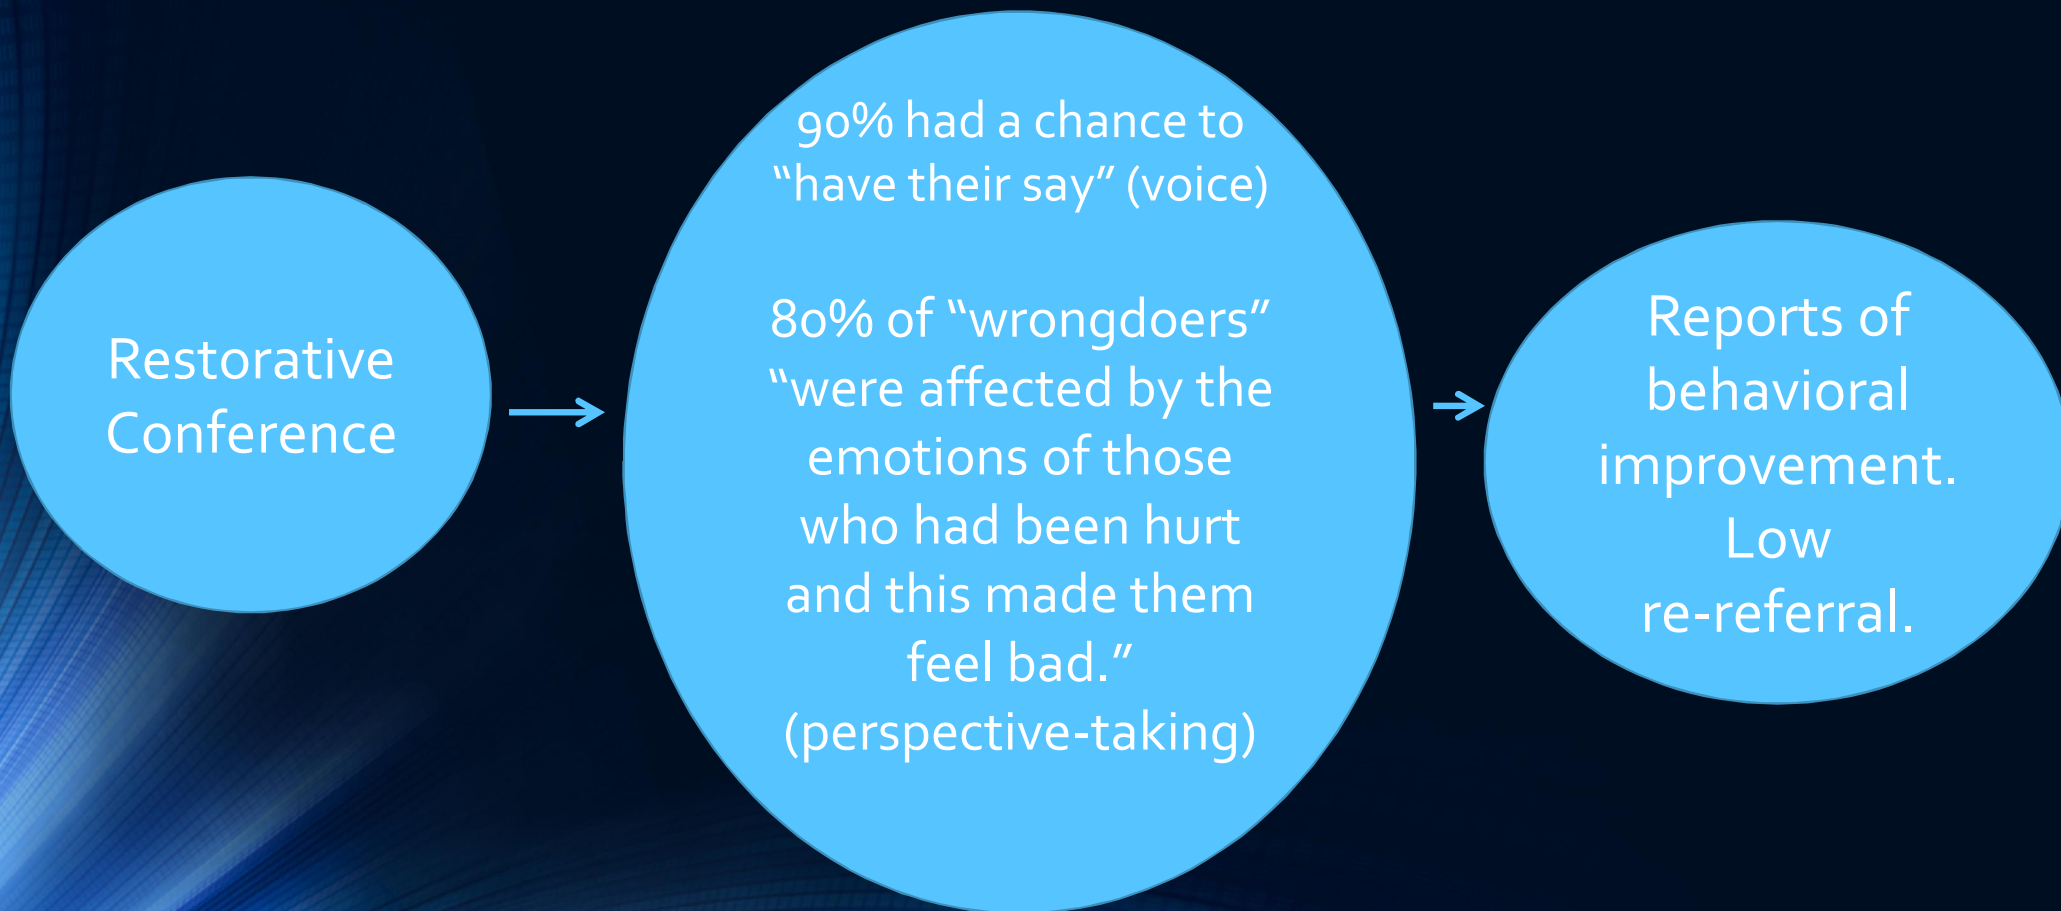 Restorative
Conference
90% had a chance to
“have their say” (voice)
80% of “wrongdoers”
“were affected by the
emotions of those
who had been hurt
and this made them
feel bad.”
(perspective-taking)
Reports of
behavioral
improvement.
Low
re-referral.